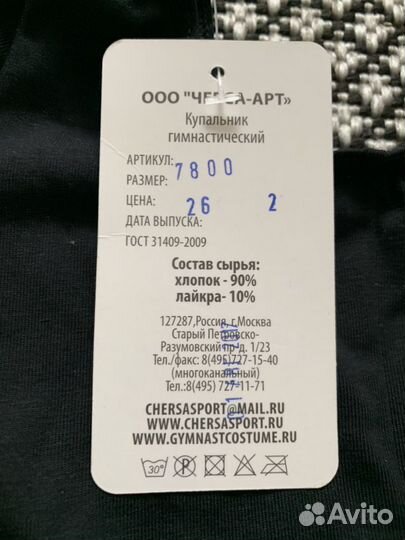 ООО "ЧЕРСА-АРТ»
Купальник
гимнастический
АРТИКУЛ:
7800
РАЗМЕР:
ЦЕНА: 26 2
ДАТА ВЫПУСКА:
ГОСТ 31409-2009
Состав сырья:
хлопок - 90%
лайкра- 10%
127287,Россия, г.Москва
Старый Петровско-
Разумовский пр-д, 1/23
Тел./факс: 8(495)727-15-40
(многоканальный)
Тел.:8(495) 727-11-71
CHERSASPORT@MAIL.RU
WWW.CHERSASPORT.RU
WWW.GYMNASTCOSTUME.RU
30°
P
Avito